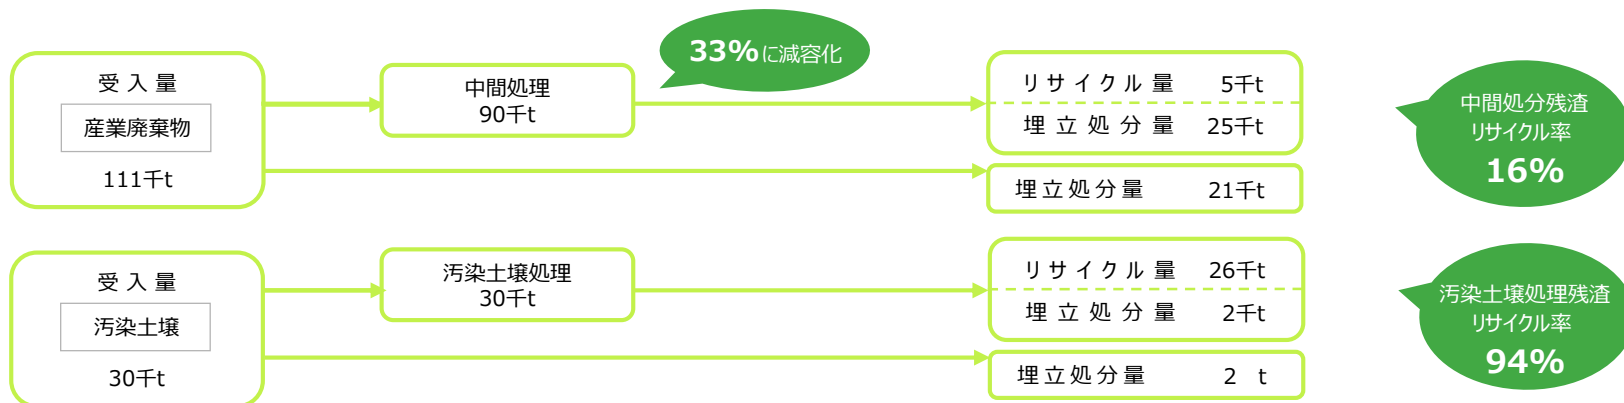 33%に減容化
受入量
産業廃棄物
111千t
中間処理
90千t
リサイクル量 5千t
埋立処分量 25千t
埋立処分量 21千t
中間処分残渣
リサイクル率
16%
受入量
汚染土壌
30千t
汚染土壌処理
30千t
リサイクル量 26千t
埋立処分量 2千t
埋立処分量 2 t
汚染土壌処理残渣
リサイクル率
94%